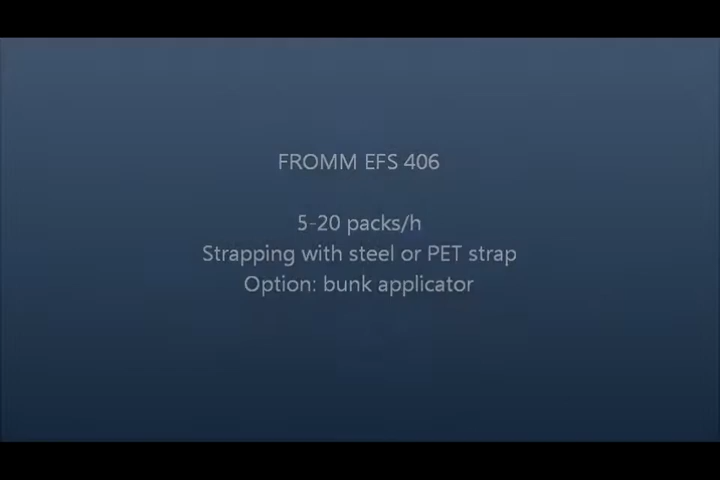 FROMM EFS 406
5-20 packs/h
Strapping with steel or PET strap
Option: bunk applicator